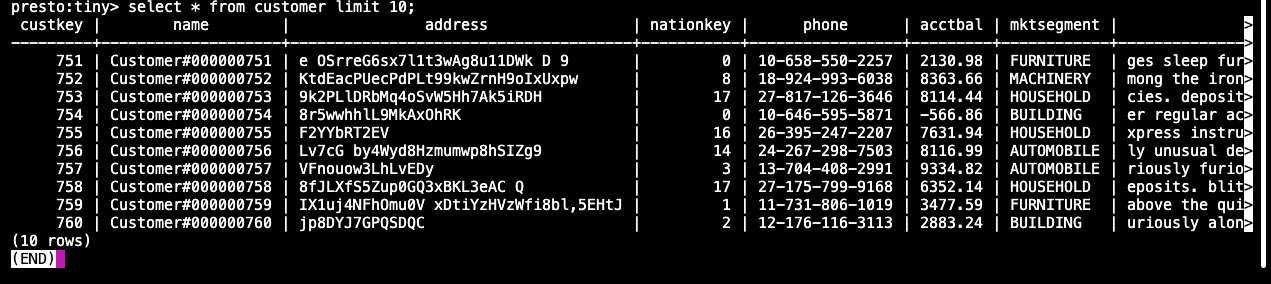 presto:tiny> select * from customer limit 10;
 custkey |        name        |                address                | nationkey |      phone      | acctbal | mktsegment |              >
---------+--------------------+---------------------------------------+-----------+-----------------+---------+------------+-------------->
     751 | Customer#000000751 | e OSrreG6sx7l1t3wAg8u11DWk D 9        |         0 | 10-658-550-2257 | 2130.98 | FURNITURE  | ges sleep fur>
     752 | Customer#000000752 | KtdEacPUecPdPLt99kwZrnH9oIxUxpw       |         8 | 18-924-993-6038 | 8363.66 | MACHINERY  | mong the iron>
     753 | Customer#000000753 | 9k2PLlDRbMq4oSvW5Hh7Ak5iRDH           |        17 | 27-817-126-3646 | 8114.44 | HOUSEHOLD  | cies. deposit>
     754 | Customer#000000754 | 8r5wwhhlL9MkAxOhRK                    |         0 | 10-646-595-5871 | -566.86 | BUILDING   | er regular ac>
     755 | Customer#000000755 | F2YYbRT2EV                            |        16 | 26-395-247-2207 | 7631.94 | HOUSEHOLD  | xpress instru>
     756 | Customer#000000756 | Lv7cG by4Wyd8Hzmumwp8hSIZg9           |        14 | 24-267-298-7503 | 8116.99 | AUTOMOBILE | ly unusual de>
     757 | Customer#000000757 | VFnouow3LhLvEDy                       |         3 | 13-704-408-2991 | 9334.82 | AUTOMOBILE | riously furio>
     758 | Customer#000000758 | 8fJLXfS5Zup0GQ3xBKL3eAC Q             |        17 | 27-175-799-9168 | 6352.14 | HOUSEHOLD  | eposits. blit>
     759 | Customer#000000759 | IX1uj4NFhOmu0V xDtiYzHVzWfi8bl,5EHtJ  |         1 | 11-731-806-1019 | 3477.59 | FURNITURE  | above the qui>
     760 | Customer#000000760 | jp8DYJ7GPQSDQC                        |         2 | 12-176-116-3113 | 2883.24 | BUILDING   | uriously alon>
(10 rows)
(END)